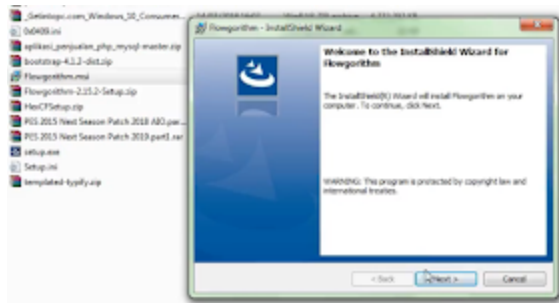 _Getintopc.com_Windows_10_Consumer...
0x0409.ini
aplikasi_penjualan_php_mysql-master.zip
bootstrap-4.1.2-dist.zip
Flowgorithm.msi
Flowgorithm-2.15.2-Setup.zip
PES 2015 Next Season Patch 2018 AIO.par...
PES 2015 Next Season Patch 2019.part1.rar
setup.exe
Setup.ini
templated-typify.zip
Flowgorithm - InstallShield Wizard
Welcome to the InstallShield Wizard for
Flowgorithm
The InstallShield(R) Wizard will install Flowgorithm on your
computer. To continue, click Next.
WARNING: This program is protected by copyright law and
international treaties.
< Back
Next >
Cancel